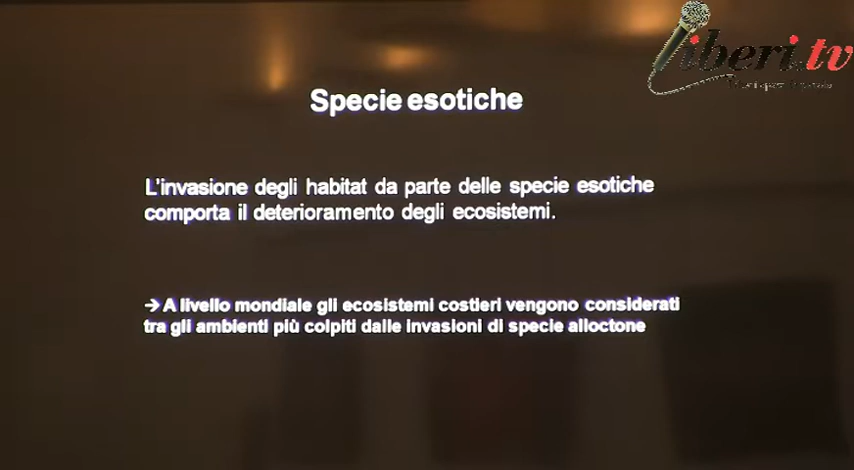 Liberi.tv
Specie esotiche
L'invasione degli habitat da parte delle specie esotiche
comporta il deterioramento degli ecosistemi.
→ A livello mondiale gli ecosistemi costieri vengono considerati
tra gli ambienti più colpiti dalle invasioni di specie alloctone